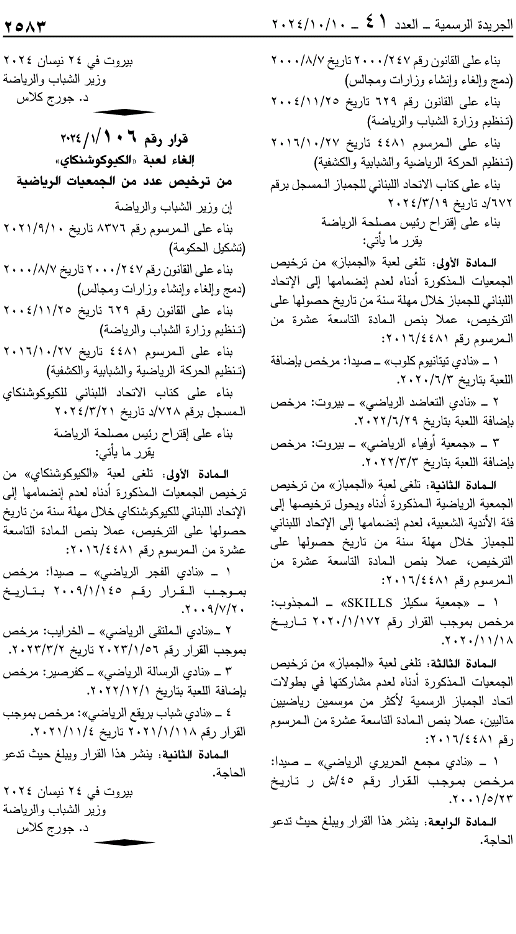 الجريدة الرسمية ــ العدد ٤١ ــ ٢٠٢٤/١٠/١٠
٢٥٨٣
بناء على القانون رقم ٢٠٠٠/٢٤٧ تاريخ ٢٠٠٠/٨/٧
(دمج وإلغاء وإنشاء وزارات ومجالس)
بناء على القانون رقم ٦٢٩ تاريخ ٢٠٠٤/١١/٢٥
(تنظيم وزارة الشباب والرياضة)
بناء على المرسوم ٤٤٨١ تاريخ ٢٠١٦/١٠/٢٧
(تنظيم الحركة الرياضية والشبابية والكشفية)
بناء على كتاب الاتحاد اللبناني للجمباز المسجل برقم
٦٧٢/د تاريخ ٢٠٢٤/٣/١٩
بناء على إقتراح رئيس مصلحة الرياضة
يقرر ما يأتي:
المادة الأولى: تلغى لعبة «الجمباز» من ترخيص
الجمعيات المذكورة أدناه لعدم إنضمامها إلى الإتحاد
اللبناني للجمباز خلال مهلة سنة من تاريخ حصولها على
الترخيص، عملا بنص المادة التاسعة عشرة من
المرسوم رقم ٢٠١٦/٤٤٨١:
١ ــ «نادي تيتانيوم كلوب» ــ صيدا: مرخص بإضافة
اللعبة بتاريخ ٢٠٢٠/٦/٣.
٢ ــ «نادي التعاضد الرياضي» ــ بيروت: مرخص
بإضافة اللعبة بتاريخ ٢٠٢٢/٦/٢٩.
٣ ــ «جمعية أوفياء الرياضي» ــ بيروت: مرخص
بإضافة اللعبة بتاريخ ٢٠٢٢/٣/٣.
المادة الثانية: تلغى لعبة «الجمباز» من ترخيص
الجمعية الرياضية المذكورة أدناه ويحول ترخيصها إلى
فئة الأندية الشعبية، لعدم إنضمامها إلى الإتحاد اللبناني
للجمباز خلال مهلة سنة من تاريخ حصولها على
الترخيص، عملا بنص المادة التاسعة عشرة من
المرسوم رقم ٢٠١٦/٤٤٨١:
١ ــ «جمعية سكيلز SKILLS» ــ المجذوب:
مرخص بموجب القرار رقم ٢٠٢٠/١/١٧٢ تاريخ
٢٠٢٠/١١/١٨.
المادة الثالثة: تلغى لعبة «الجمباز» من ترخيص
الجمعيات المذكورة أدناه لعدم مشاركتها في بطولات
اتحاد الجمباز الرسمية لأكثر من موسمين رياضيين
متاليين، عملا بنص المادة التاسعة عشرة من المرسوم
رقم ٢٠١٦/٤٤٨١:
١ ــ «نادي مجمع الحريري الرياضي» ــ صيدا:
مرخص بموجب القرار رقم ٤٥/ش ر تاريخ
٢٠٠١/٥/٢٣.
المادة الرابعة: ينشر هذا القرار ويبلغ حيث تدعو
الحاجة.
بيروت في ٢٤ نيسان ٢٠٢٤
وزير الشباب والرياضة
د. جورج كلاس
قرار رقم ٢٠٢٤/١/١٠٦
إلغاء لعبة «الكيوكوشنكاي»
من ترخيص عدد من الجمعيات الرياضية
إن وزير الشباب والرياضة
بناء على المرسوم ٨٣٧٦ تاريخ ٢٠٢١/٩/١٠
(تشكيل الحكومة)
بناء على القانون رقم ٢٠٠٠/٢٤٧ تاريخ ٢٠٠٠/٨/٧
(دمج وإلغاء وإنشاء وزارات ومجالس)
بناء على القانون رقم ٦٢٩ تاريخ ٢٠٠٤/١١/٢٥
(تنظيم وزارة الشباب والرياضة)
بناء على المرسوم ٤٤٨١ تاريخ ٢٠١٦/١٠/٢٧
(تنظيم الحركة الرياضية والشبابية والكشفية)
بناء على كتاب الاتحاد اللبناني للكيوكوشنكاي
المسجل برقم ٧٢٨/د تاريخ ٢٠٢٤/٣/٢١
بناء على إقتراح رئيس مصلحة الرياضة
يقرر ما يأتي:
المادة الأولى: تلغى لعبة «الكيوكوشنكاي» من
ترخيص الجمعيات المذكورة أدناه لعدم إنضمامها إلى
الإتحاد اللبناني للكيوكوشنكاي خلال مهلة سنة من تاريخ
حصولها على الترخيص، عملا بنص المادة التاسعة
عشرة من المرسوم رقم ٢٠١٦/٤٤٨١:
١ ــ «نادي الفجر الرياضي» ــ صيدا: مرخص
بموجب القرار رقم ٢٠٠٩/١/١٤٥ بتاريخ
٢٠٠٩/٧/٢٠.
٢ ــ«نادي الملتقى الرياضي» ــ الخرايب: مرخص
بموجب القرار رقم ٢٠٢٣/١/٥٦ تاريخ ٢٠٢٣/٣/٢.
٣ ــ «نادي الرسالة الرياضي» ــ كفرصير: مرخص
بإضافة اللعبة بتاريخ ٢٠٢٢/١٢/١.
٤ ــ «نادي شباب بريقع الرياضي»: مرخص بموجب
القرار رقم ٢٠٢١/١/١١٨ تاريخ ٢٠٢١/١١/٤.
المادة الثانية: ينشر هذا القرار ويبلغ حيث تدعو
الحاجة.
بيروت في ٢٤ نيسان ٢٠٢٤
وزير الشباب والرياضة
د. جورج كلاس